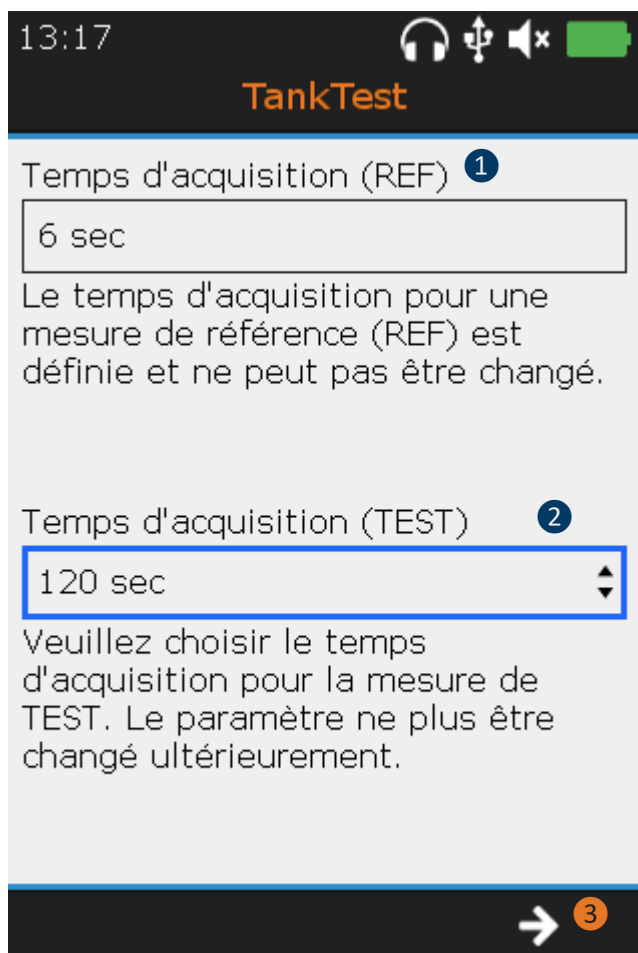 13:17
TankTest
Temps d'acquisition (REF) 1
6 sec
Le temps d'acquisition pour une
mesure de référence (REF) est
définie et ne peut pas être changé.
Temps d'acquisition (TEST) 2
120 sec
Veuillez choisir le temps
d'acquisition pour la mesure de
TEST. Le paramètre ne plus être
changé ultérieurement.
3